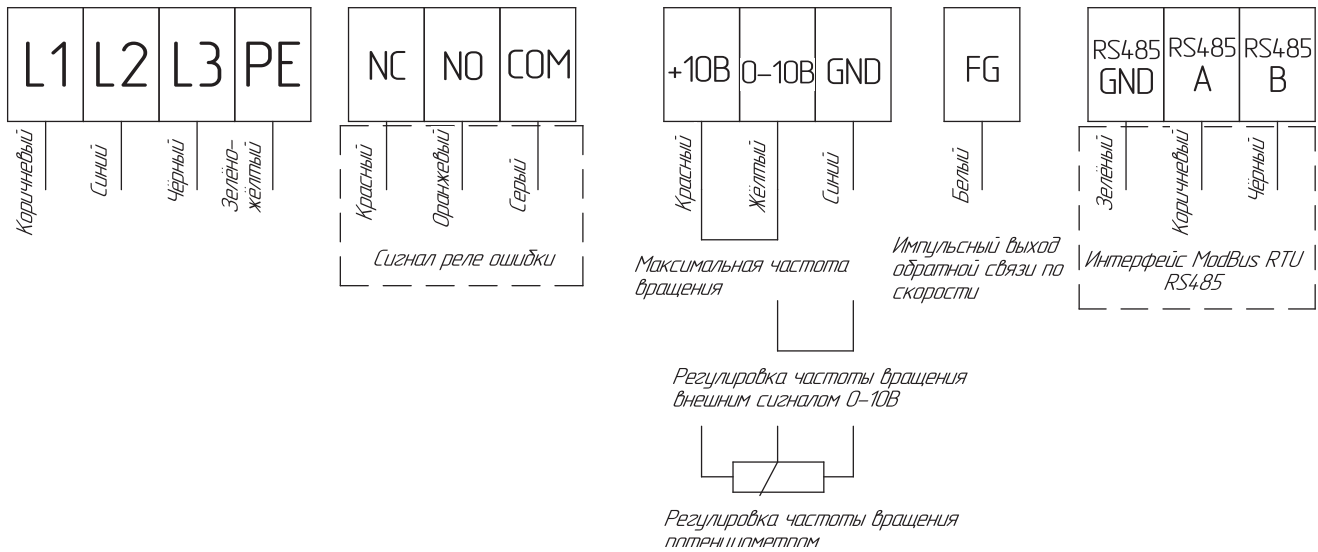 L1 L2 L3 PE
NC NO COM
+10В 0-10В GND
FG
RS485 RS485 RS485
GND A B
Коричневый
Синий
Чёрный
Зелёно-
жёлтый
Красный
Оранжевый
Серый
Сигнал реле ошибки
Красный
Жёлтый
Синий
Максимальная частота
вращения
Регулировка частоты вращения
внешним сигналом 0-10В
Регулировка частоты вращения
потенциометром
Белый
Импульсный выход
обратной связи по
скорости
Зелёный
Коричневый
Чёрный
Интерфейс ModBus RTU
RS485